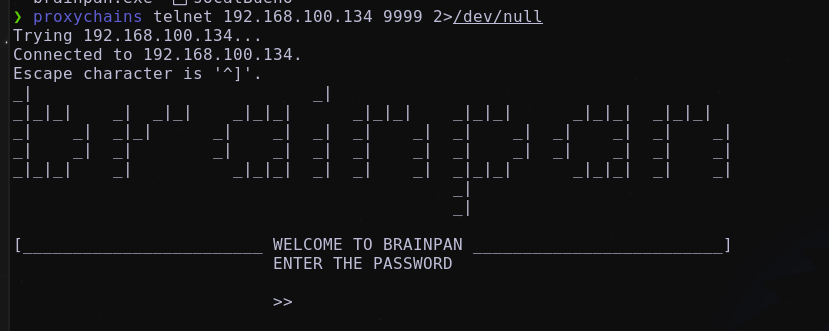 brainpan.exe socatBueno
❯ proxychains telnet 192.168.100.134 9999 2>/dev/null
Trying 192.168.100.134...
Connected to 192.168.100.134.
Escape character is '^]'.
_|                            _|
_|_|_|    _|  _|_|    _|_|_|      _|_|_|    _|_|_|      _|_|_|  _|_|_|
_|    _|  _|_|      _|    _|  _|  _|    _|  _|    _|  _|    _|  _|    _|
_|    _|  _|        _|    _|  _|  _|    _|  _|    _|  _|    _|  _|    _|
_|_|_|    _|          _|_|_|  _|  _|    _|  _|_|_|      _|_|_|  _|    _|
                                            _|
                                            _|
[________________________ WELCOME TO BRAINPAN _________________________]
ENTER THE PASSWORD
>>